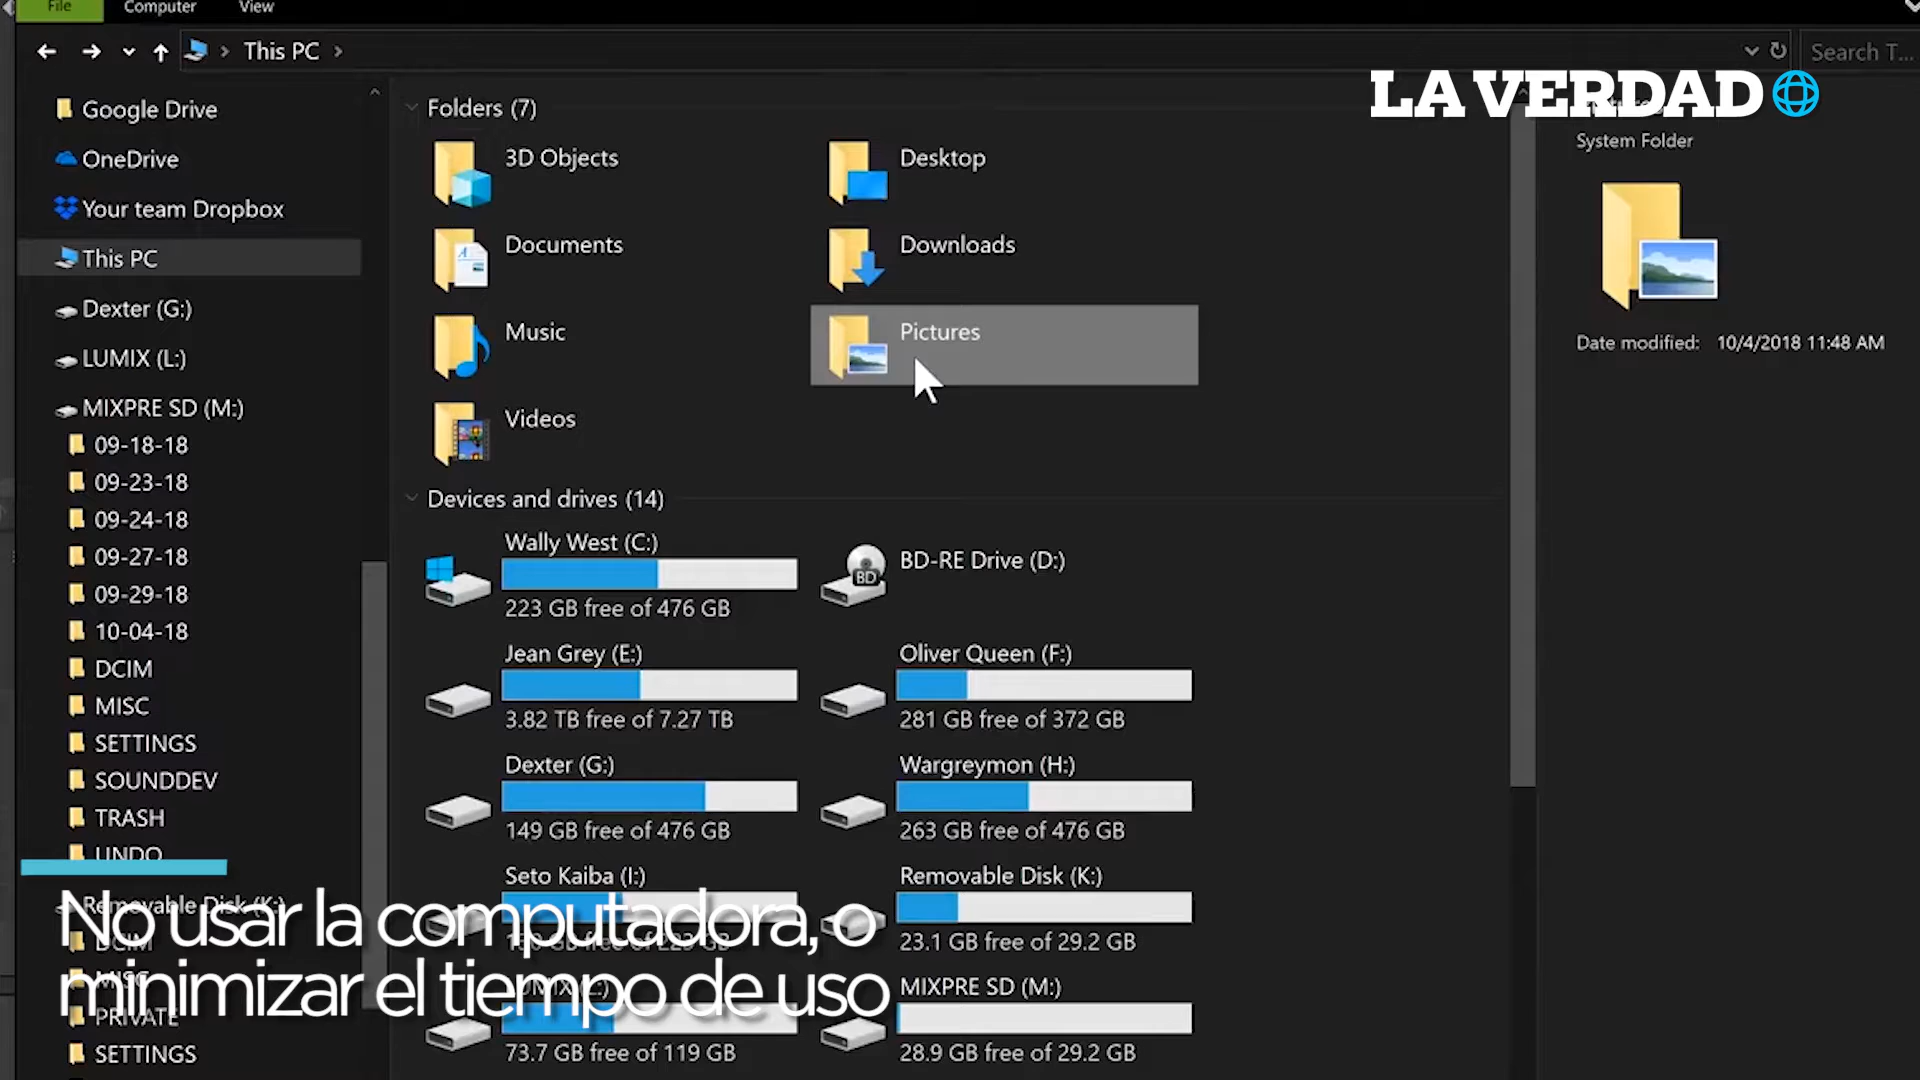 File Computer View
This PC
Search T...
LA VERDAD
Google Drive
OneDrive
Your team Dropbox
This PC
Dexter (G:)
LUMIX (L:)
MIXPRE SD (M:)
09-18-18
09-23-18
09-24-18
09-27-18
09-29-18
10-04-18
DCIM
MISC
SETTINGS
SOUNDDEV
TRASH
UNDO
Removable Disk (K:)
DCIM
MISC
PRIVATE
SETTINGS
Folders (7)
3D Objects
Desktop
Documents
Downloads
Music
Pictures
Videos
Devices and drives (14)
Wally West (C:)
223 GB free of 476 GB
BD
BD-RE Drive (D:)
Jean Grey (E:)
3.82 TB free of 7.27 TB
Oliver Queen (F:)
281 GB free of 372 GB
Dexter (G:)
149 GB free of 476 GB
Wargreymon (H:)
263 GB free of 476 GB
Seto Kaiba (I:)
Removable Disk (K:)
23.1 GB free of 29.2 GB
LUMIX (L:)
73.7 GB free of 119 GB
MIXPRE SD (M:)
28.9 GB free of 29.2 GB
System Folder
Date modified: 10/4/2018 11:48 AM
No usar la computadora, o
minimizar el tiempo de uso